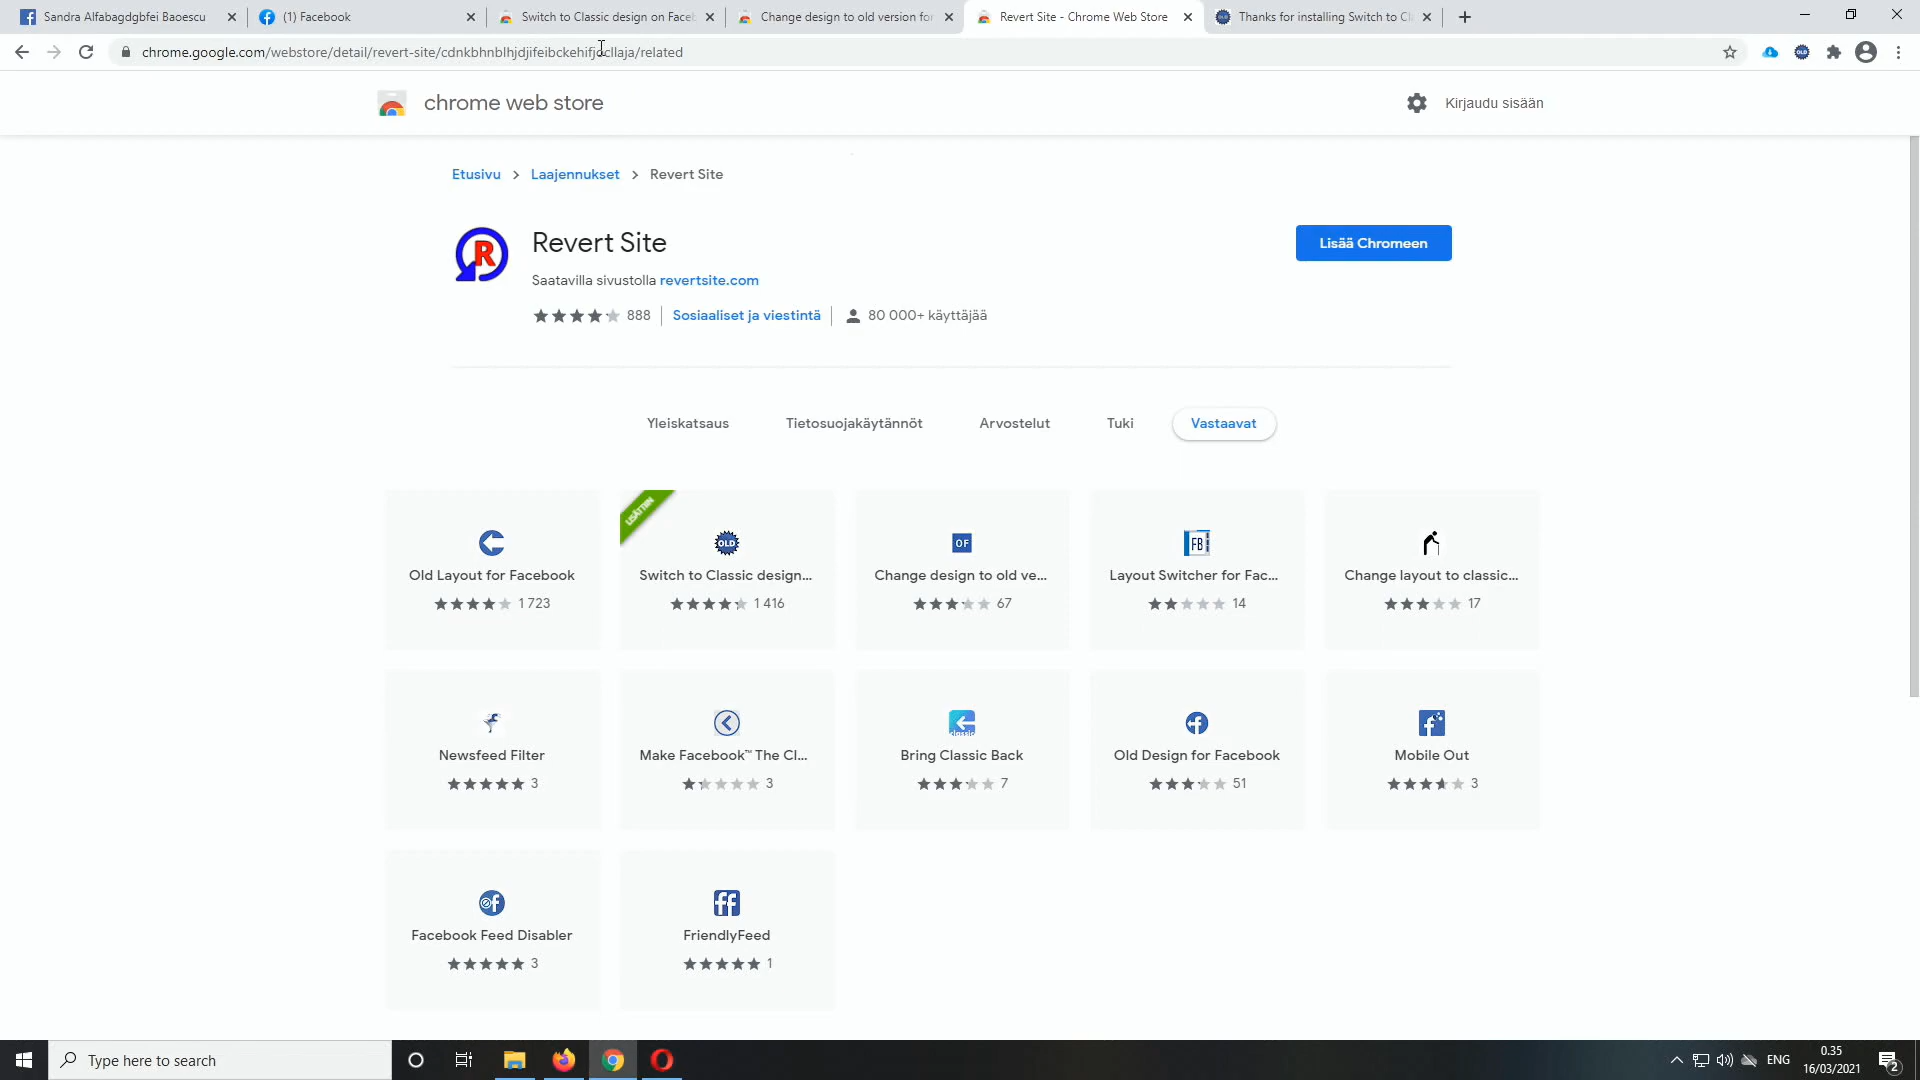 Sandra Alfabagdgbfei Baoescu
(1) Facebook
Switch to Classic design on Faceb
Change design to old version for
Revert Site - Chrome Web Store
Thanks for installing Switch to Cl
chrome.google.com/webstore/detail/revert-site/cdnkbhnblhjdjifeibckehifjdcllaja/related
chrome web store
Kirjaudu sisään
Etusivu
Laajennukset
Revert Site
R
Revert Site
Lisää Chromeen
Saatavilla sivustolla revertsite.com
888
Sosiaaliset ja viestintä
80 000+ käyttäjää
Yleiskatsaus
Tietosuojakäytännöt
Arvostelut
Tuki
Vastaavat
LISÄTTIIN
OLD
OF
FB
Old Layout for Facebook
Switch to Classic design...
Change design to old ve...
Layout Switcher for Fac...
Change layout to classic...
1 723
1 416
67
14
17
classic
Newsfeed Filter
Make Facebook™ The Cl...
Bring Classic Back
Old Design for Facebook
Mobile Out
3
3
7
51
3
Facebook Feed Disabler
FriendlyFeed
3
1
Type here to search
ENG
0.35
16/03/2021
2